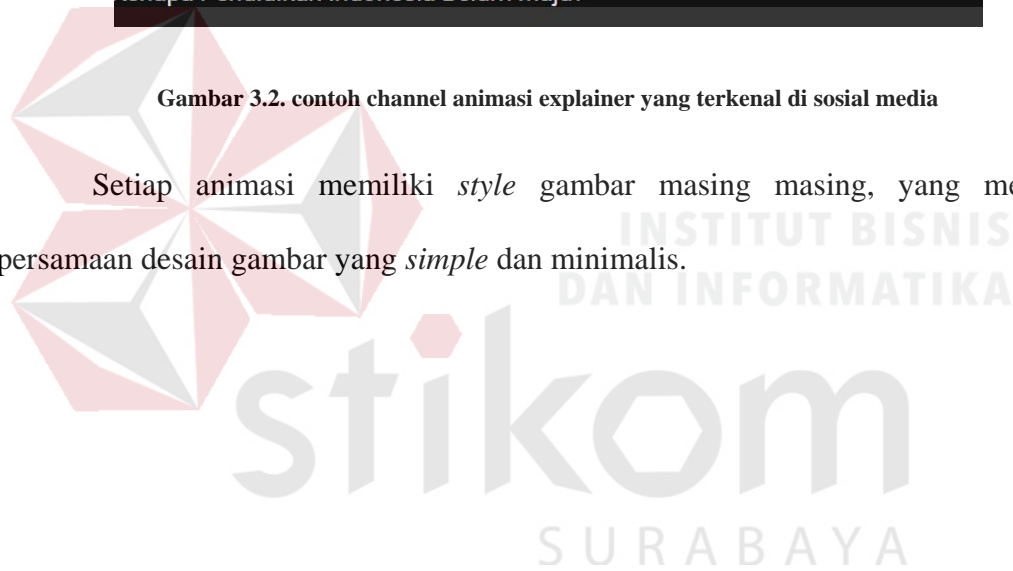 Gambar 3.2. contoh channel animasi explainer yang terkenal di sosial media
Setiap animasi memiliki style gambar masing masing, yang
persamaan desain gambar yang simple dan minimalis.
INSTITUT BISNIS
DAN INFORMATIKA
stikom
SURABAYA